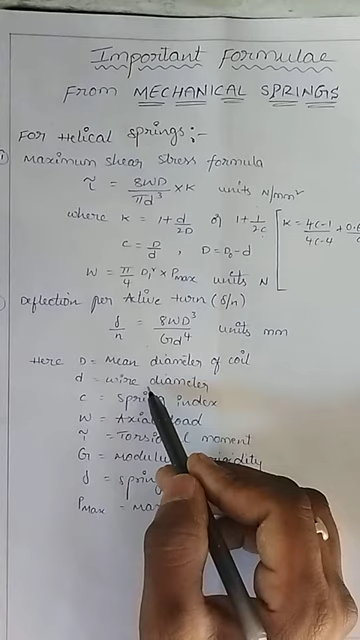 Important Formulae
From MECHANICAL SPRINGS
For Helical springs;-
① Maximum shear stress formula
τ = 8WD/πd³ × K units N/mm²
where K = 1+ d/2D or 1+ 1/2C [ K = 4C-1/4C-4 + 0.6
C = D/d , D = D₀-d
W = π/4 D₁² × Pmax units N
Deflection per Active turn (δ/n)
δ/n = 8WD³/Gd⁴ units mm
Here D = Mean diameter of coil
d = wire diameter
C = Spring index
W = Axial load
τ = Torsional moment
G = Modulus rigidity
δ = Spring
Pmax = ma